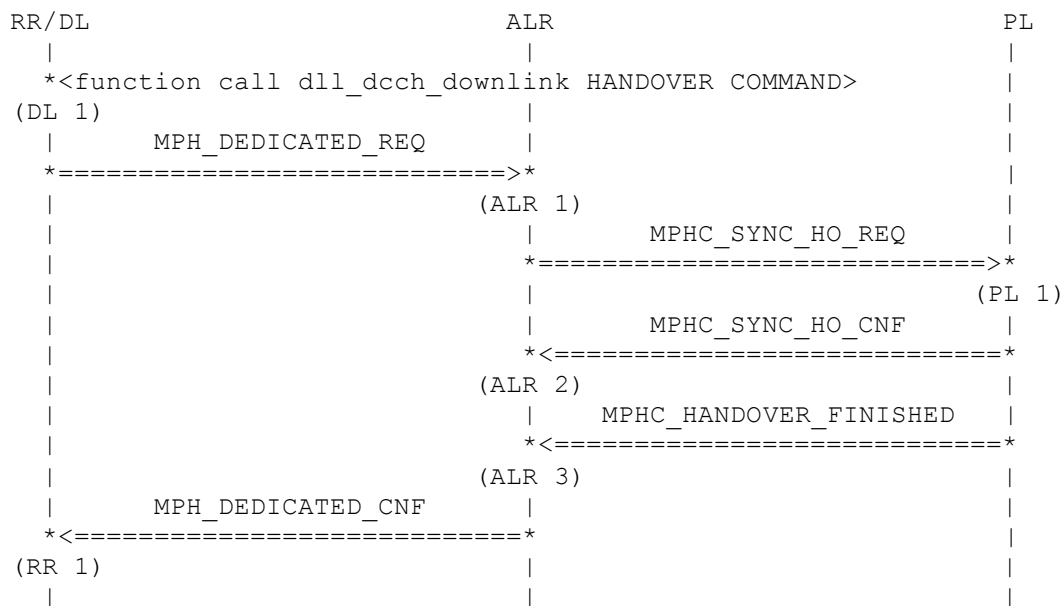 RR/DL ALR PL
*<function call dll_dcch_downlink HANDOVER COMMAND>
(DL 1)
MPH_DEDICATED_REQ
*============================>*
(ALR 1)
MPHC_SYNC_HO_REQ
*============================>*
(PL 1)
MPHC_SYNC_HO_CNF
*<============================*
(ALR 2)
MPHC_HANDOVER_FINISHED
*<============================*
(ALR 3)
MPH_DEDICATED_CNF
*<============================*
(RR 1)